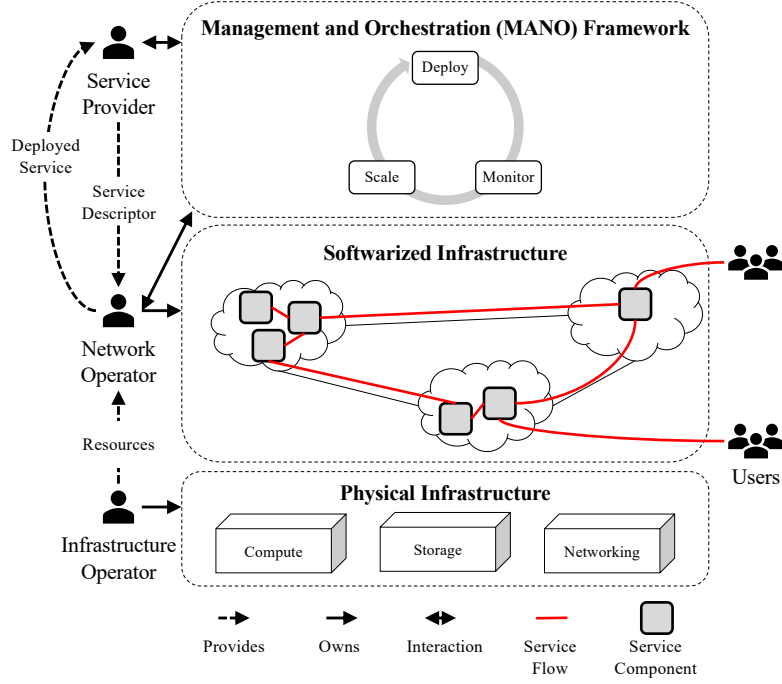 Management and Orchestration (MANO) Framework
Service
Provider
Deploy
Scale
Monitor
Deployed
Service
Service
Descriptor
Softwarized Infrastructure
Network
Operator
Resources
Users
Physical Infrastructure
Infrastructure
Operator
Compute
Storage
Networking
Provides
Owns
Interaction
Service
Flow
Service
Component